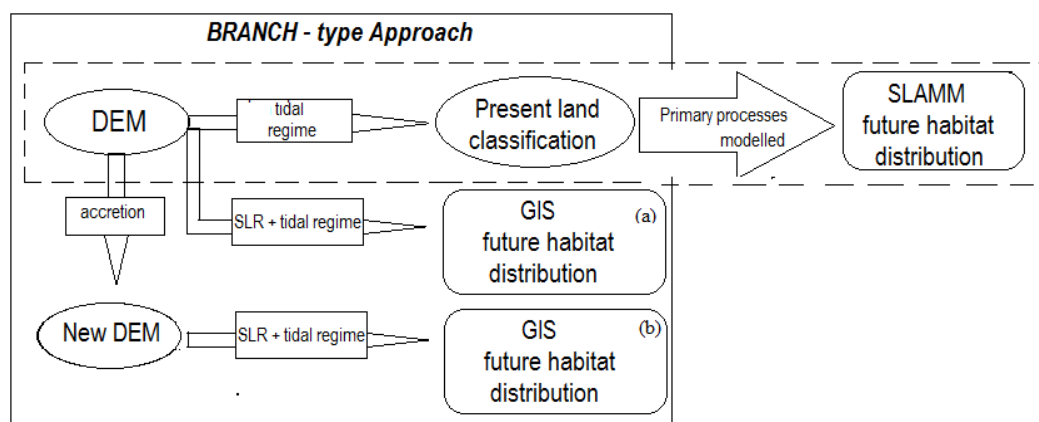 BRANCH - type Approach
DEM
tidal
regime
Present land
classification
Primary processes
modelled
SLAMM
future habitat
distribution
accretion
SLR + tidal regime
GIS (a)
future habitat
distribution
New DEM
SLR + tidal regime
GIS (b)
future habitat
distribution